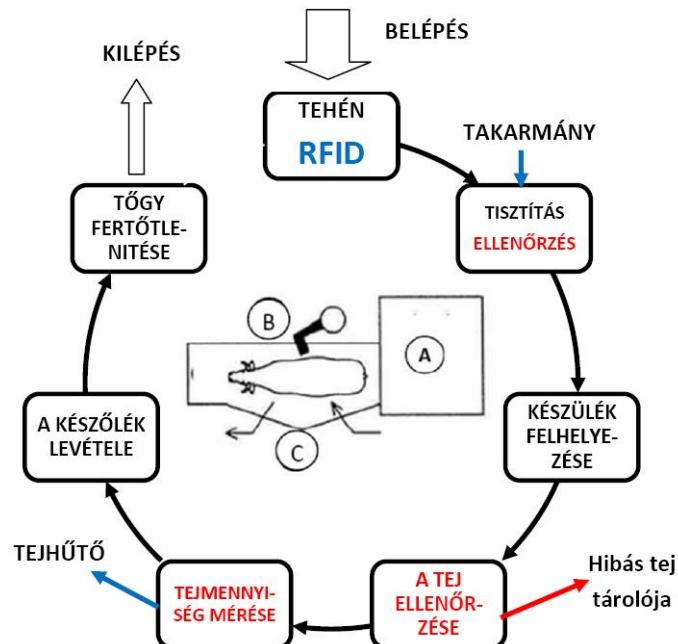 BELÉPÉS
KILÉPÉS
TEHÉN
RFID
TAKARMÁNY
TISZTÍTÁS
ELLENŐRZÉS
TŐGY
FERTŐTLE-
NITÉSE
B
A
C
A KÉSZŐLÉK
LEVÉTELE
KÉSZÜLÉK
FELHELYE-
ZÉSE
TEJHŰTŐ
TEJMENNYI-
SÉG MÉRÉSE
A TEJ
ELLENŐR-
ZÉSE
Hibás tej
tárolója